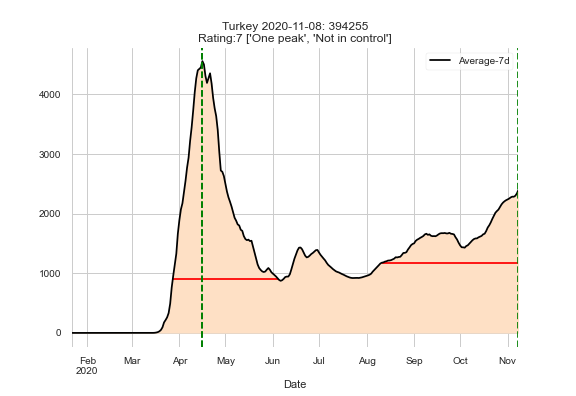 Turkey 2020-11-08: 394255
Rating:7 ['One peak', 'Not in control']
Average-7d
4000
3000
2000
1000
0
Feb Mar Apr May Jun Jul Aug Sep Oct Nov
2020
Date